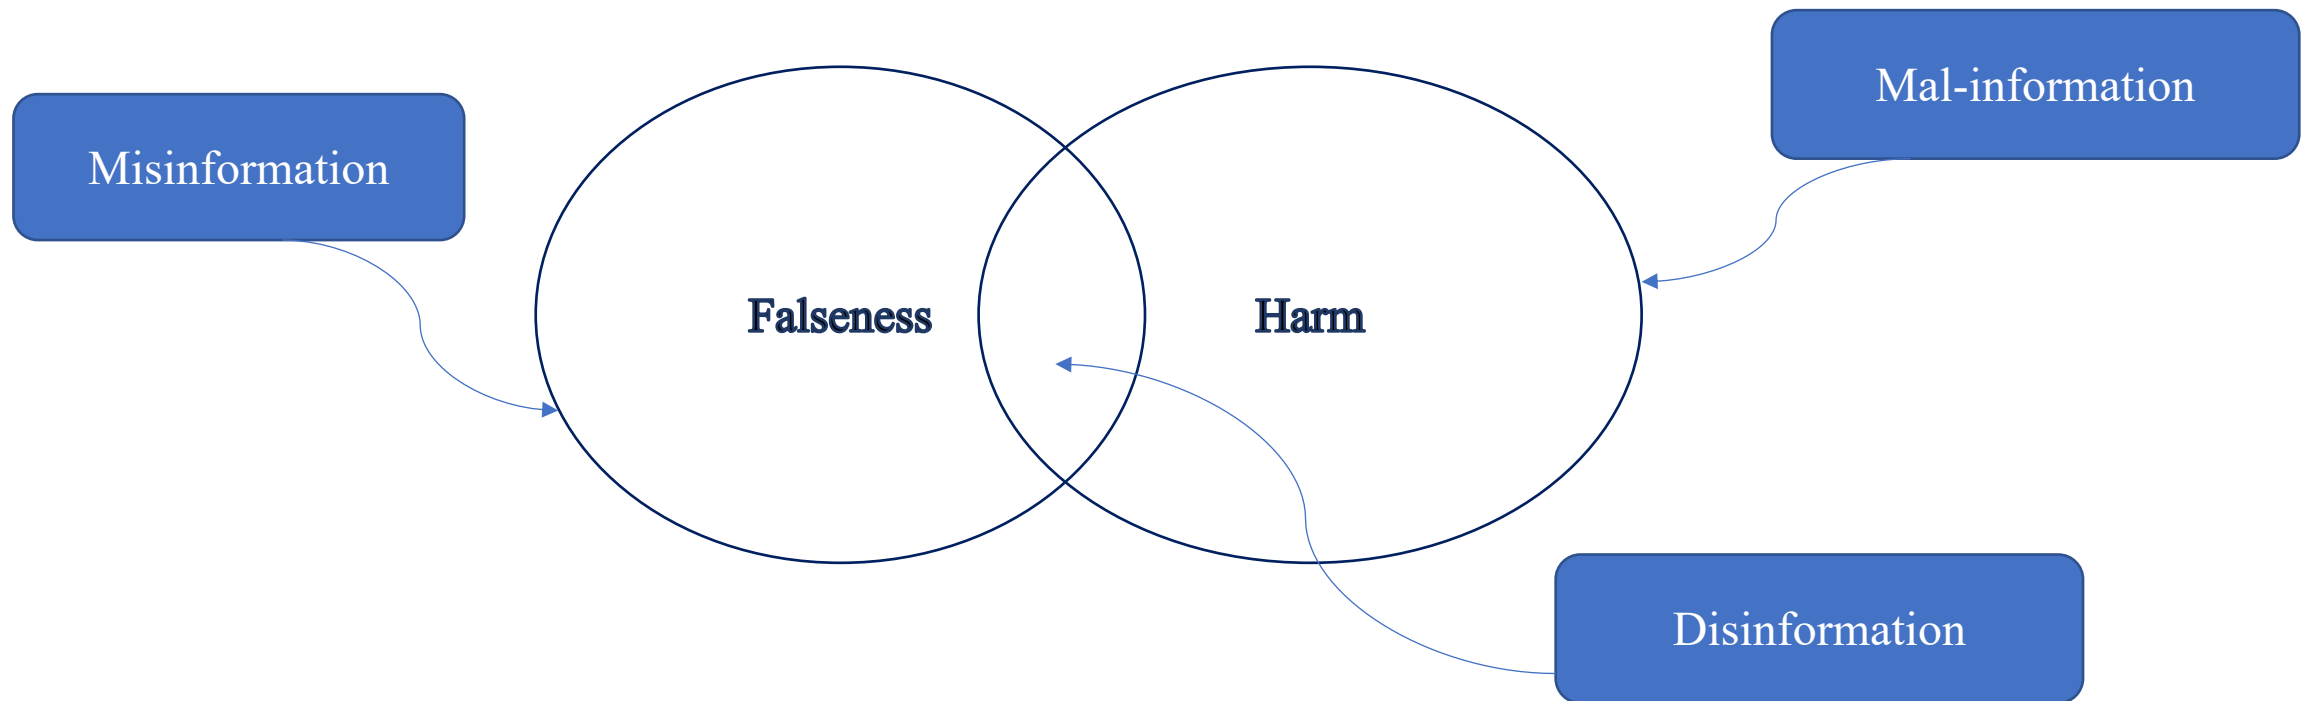 Mal-information
Misinformation
Falseness
Harm
Disinformation